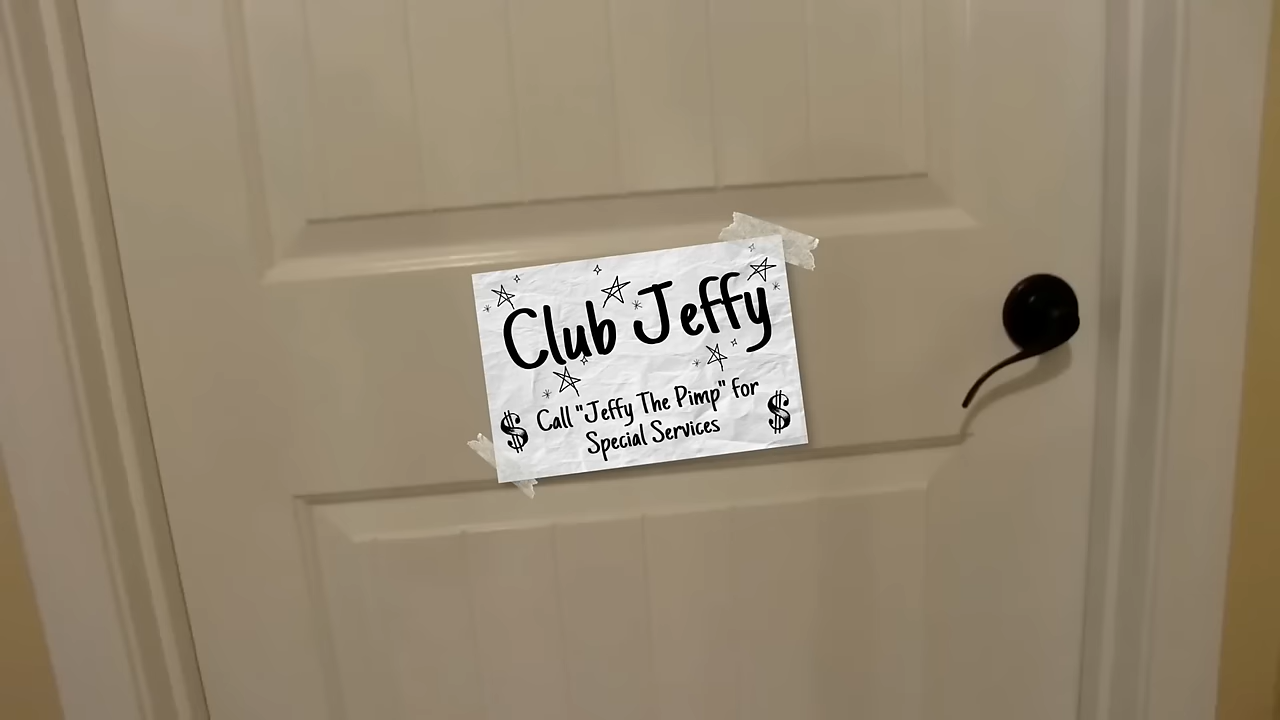 Club Jeffy
$ Call "Jeffy The Pimp" for $
Special Services